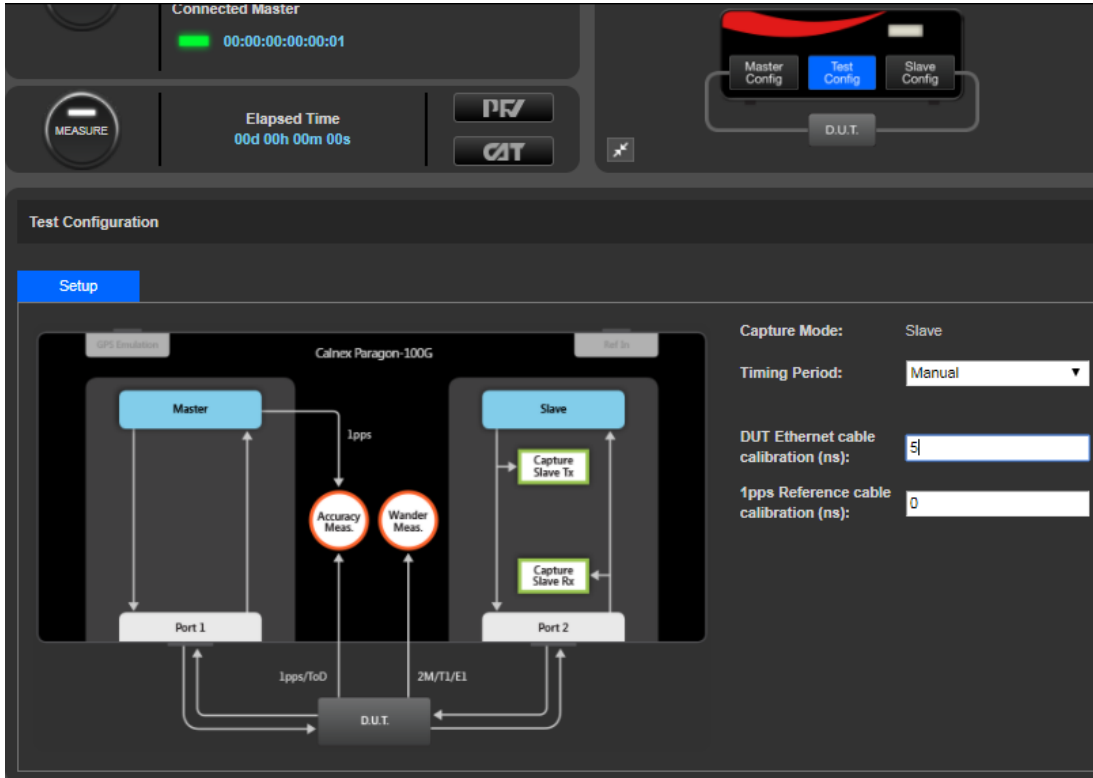 Connected Master
00:00:00:00:00:01
MEASURE
Elapsed Time
00d 00h 00m 00s
PFV
CAT
Master
Config
Test
Config
Slave
Config
D.U.T.
Test Configuration
Setup
GPS Emulation
Calnex Paragon-100G
Ref In
Master
Slave
1pps
Capture
Slave Tx
Accuracy
Meas.
Wander
Meas.
Capture
Slave Rx
Port 1
Port 2
1pps/ToD
2M/T1/E1
D.U.T.
Capture Mode:
Slave
Timing Period:
Manual
DUT Ethernet cable
calibration (ns):
5
1pps Reference cable
calibration (ns):
0